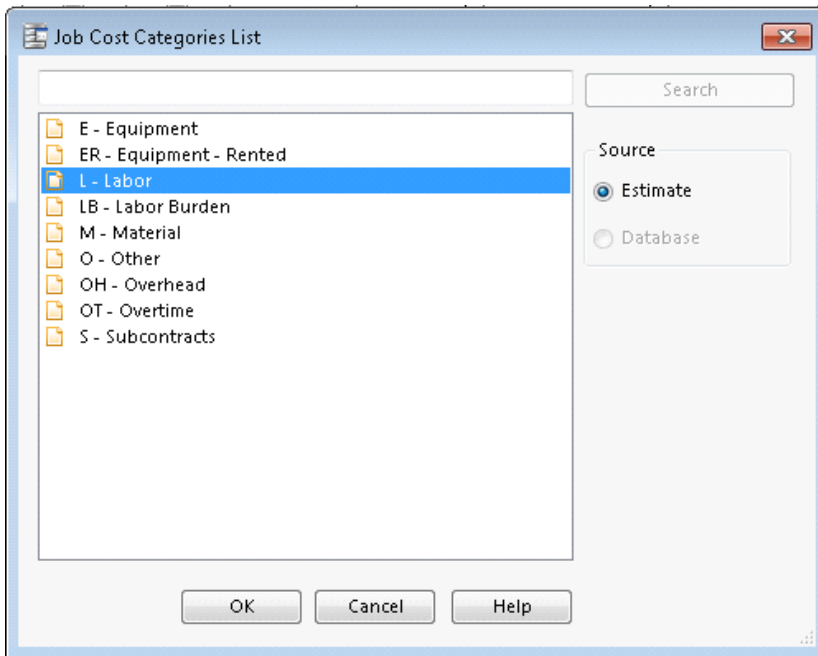 Job Cost Categories List
Search
E - Equipment
ER - Equipment - Rented
L - Labor
LB - Labor Burden
M - Material
O - Other
OH - Overhead
OT - Overtime
S - Subcontracts
Source
Estimate
Database
OK Cancel Help